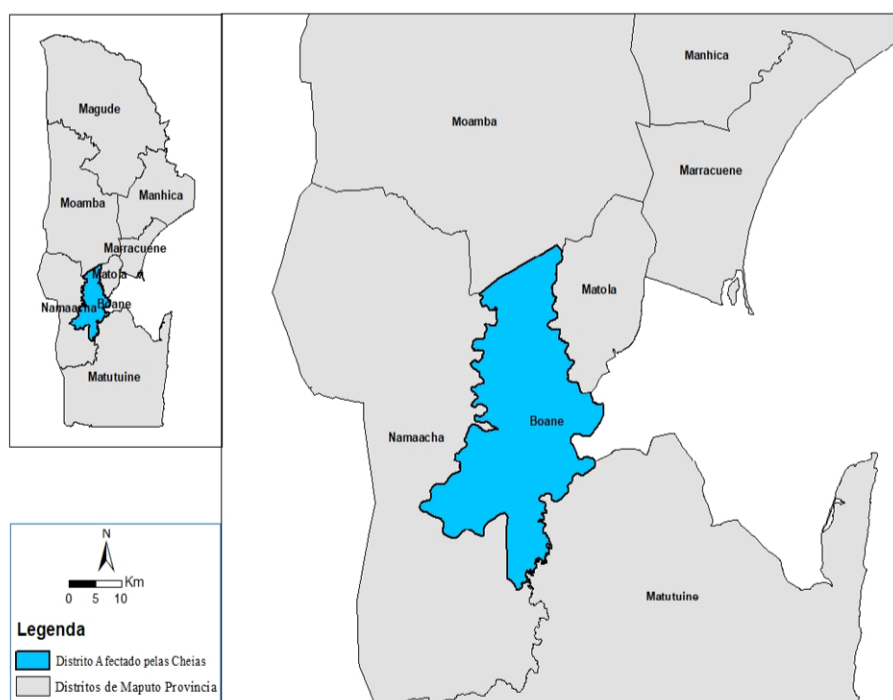 Magude
Moamba
Manhica
Marracuene
Matola
Namaacha
Boane
Matutuine
Manhica
Moamba
Marracuene
Matola
Boane
Namaacha
Matutuine
N
Km
0 5 10
Legenda
Distrito Afectado pelas Cheias
Distritos de Maputo Provincia